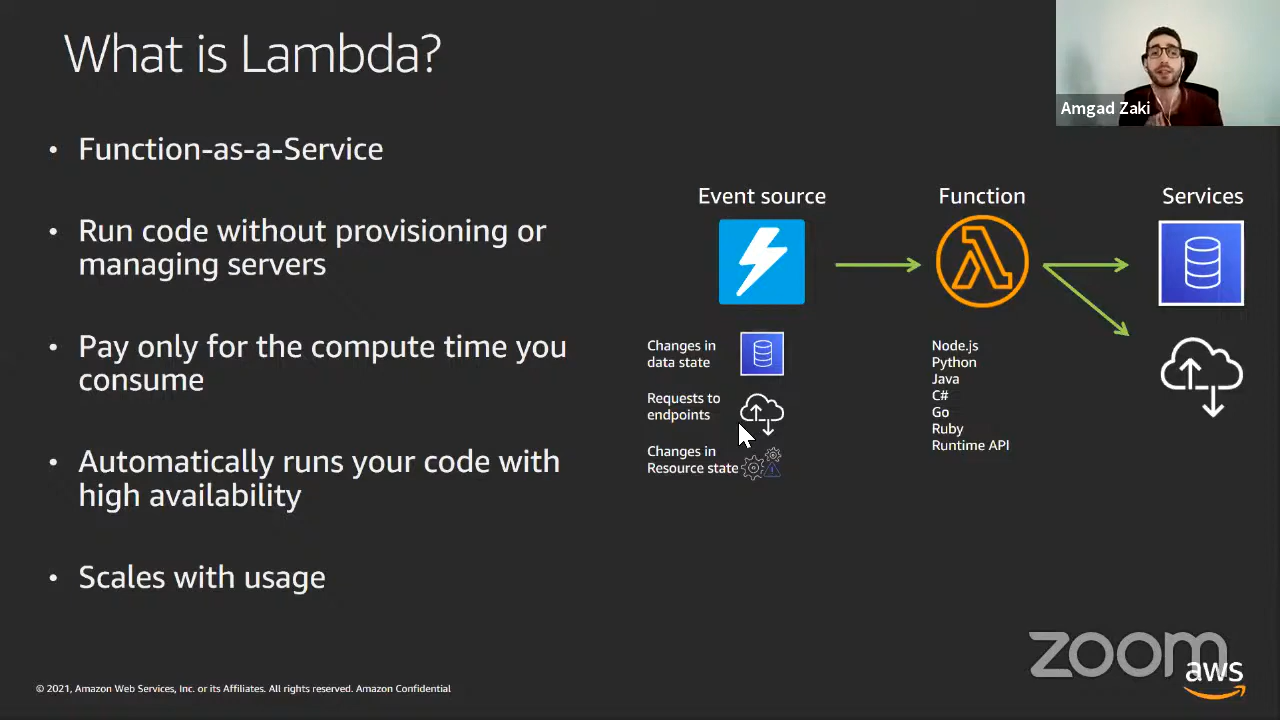 What is Lambda?
Amgad Zaki
• Function-as-a-Service
• Run code without provisioning or
managing servers
• Pay only for the compute time you
consume
• Automatically runs your code with
high availability
• Scales with usage
Event source
Function
Services
Changes in
data state
Requests to
endpoints
Changes in
Resource state
Node.js
Python
Java
C#
Go
Ruby
Runtime API
© 2021, Amazon Web Services, Inc. or its Affiliates. All rights reserved. Amazon Confidential
zoom
aws